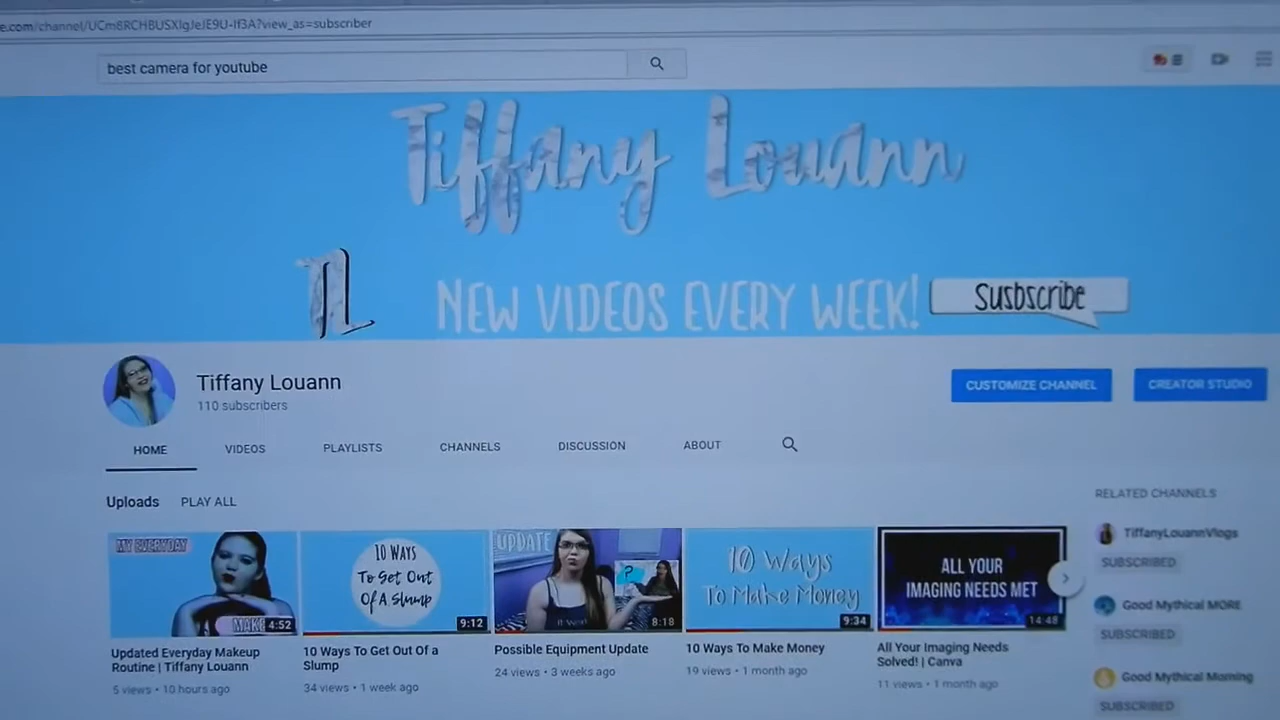 e.com/channel/UCm8RCHBUSXIgJeJE9U-If3A?view_as=subscriber
best camera for youtube
Tiffany Louann
TL
NEW VIDEOS EVERY WEEK!
Susbscribe
Tiffany Louann
110 subscribers
CUSTOMIZE CHANNEL
CREATOR STUDIO
HOME
VIDEOS
PLAYLISTS
CHANNELS
DISCUSSION
ABOUT
Uploads
PLAY ALL
MY EVERYDAY
MAKE
4:52
Updated Everyday Makeup
Routine | Tiffany Louann
5 views • 10 hours ago
10 WAYS
To Get Out
Of A Slump
9:12
10 Ways To Get Out Of a
Slump
34 views • 1 week ago
UPDATE
?
8:18
Possible Equipment Update
24 views • 3 weeks ago
10 Ways
To Make Money
9:34
10 Ways To Make Money
19 views • 1 month ago
ALL YOUR
IMAGING NEEDS MET
14:48
All Your Imaging Needs
Solved! | Canva
11 views • 1 month ago
RELATED CHANNELS
TiffanyLouannVlogs
SUBSCRIBED
Good Mythical MORE
SUBSCRIBED
Good Mythical Morning
SUBSCRIBED